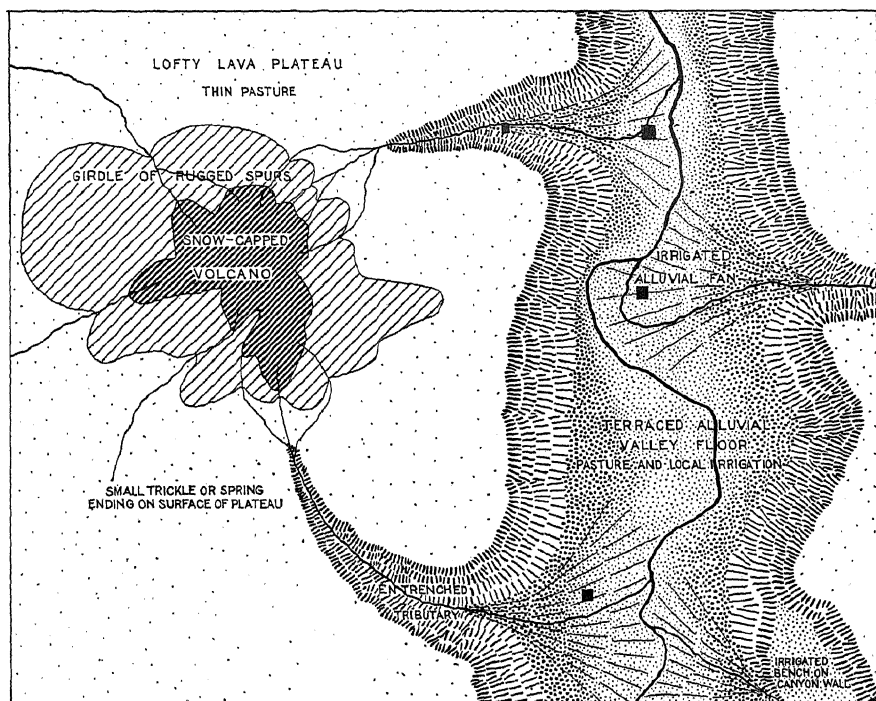 LOFTY LAVA PLATEAU
THIN PASTURE
GIRDLE OF RUGGED SPURS
SNOW-CAPPED
VOLCANO
IRRIGATED
ALLUVIAL FAN
TERRACED ALLUVIAL
VALLEY FLOOR
PASTURE AND LOCAL IRRIGATION
SMALL TRICKLE OR SPRING
ENDING ON SURFACE OF PLATEAU
ENTRENCHED
TRIBUTARY
IRRIGATED
BENCH ON
CANYON WALL